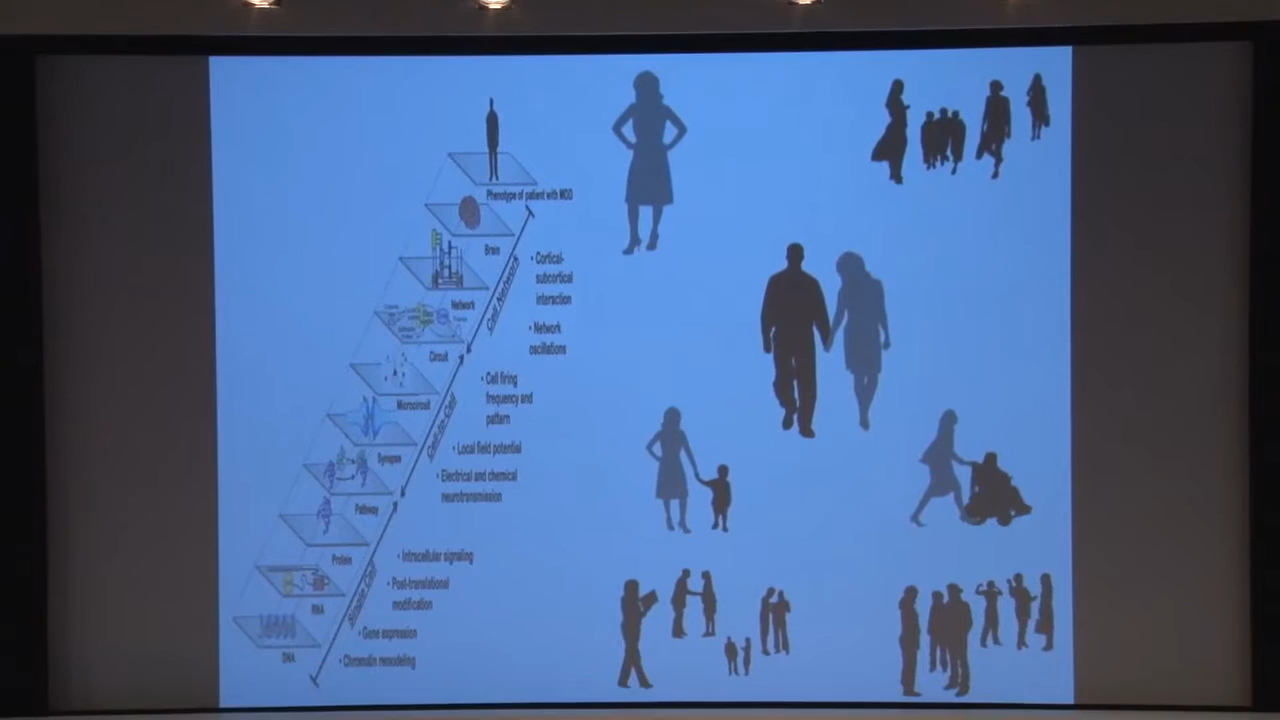 Phenotype of patient with MDD
Brain
Network
Circuit
Microcircuit
Synapse
Pathway
Protein
RNA
DNA
Cell Network
Cell-to-Cell
Single Cell
• Cortical-
subcortical
interaction
• Network
oscillations
• Cell firing
frequency and
pattern
• Local field potential
• Electrical and chemical
neurotransmission
• Intracellular signaling
• Post-translational
modification
• Gene expression
• Chromatin remodeling